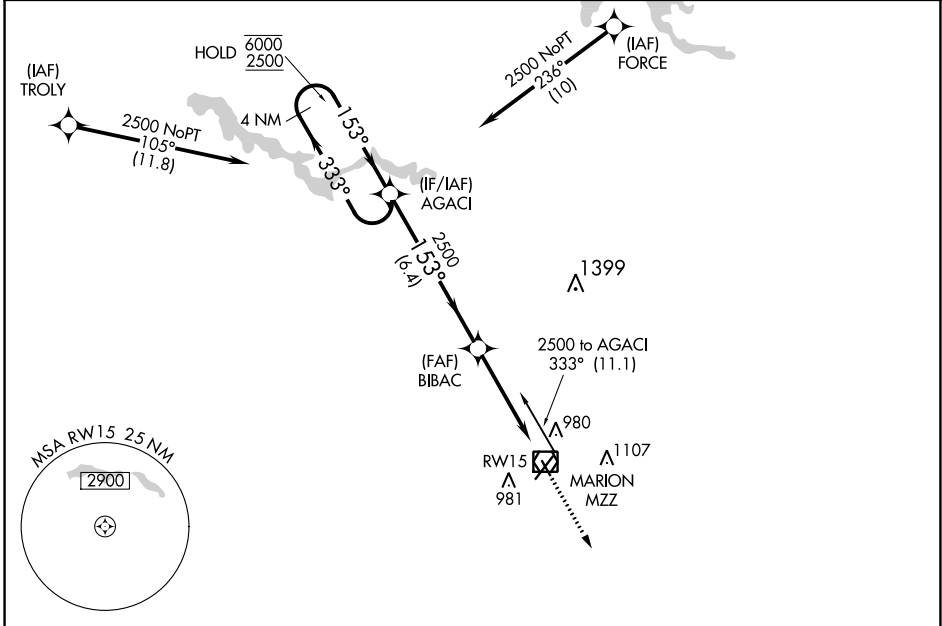 HOLD 6000
2500
(IAF)
TROLY
2500 NoPT
105°
(11.8)
4 NM
153°
333°
2500 NoPT
236°
(10)
(IAF)
FORCE
(IF/IAF)
AGACI
2500
153°
(6.4)
1399
(FAF)
BIBAC
2500 to AGACI
333° (11.1)
980
RW15
1107
MARION
MZZ
981
MSA RW15 25 NM
2900